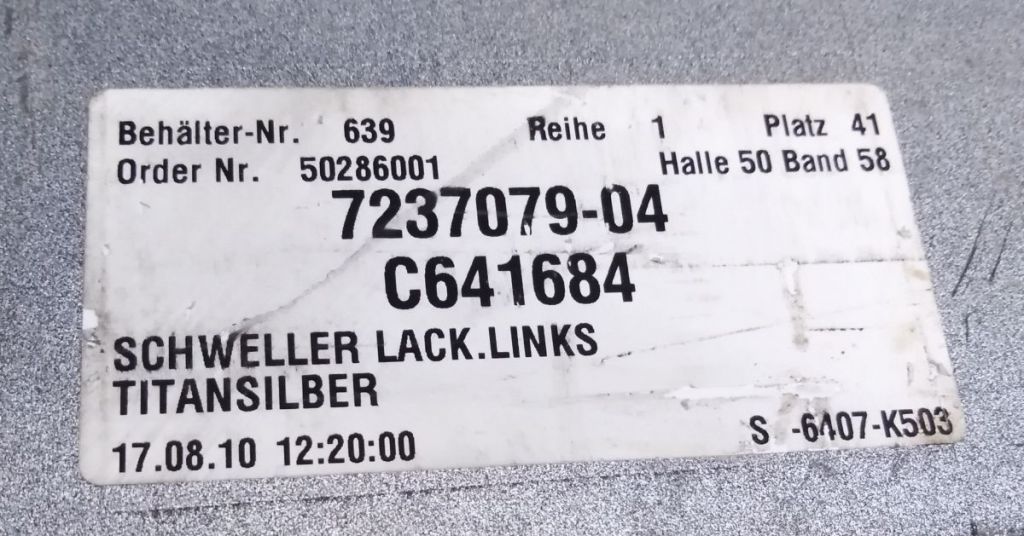 Behälter-Nr. 639 Reihe 1 Platz 41
Order Nr. 50286001 Halle 50 Band 58
7237079-04
C641684
SCHWELLER LACK.LINKS
TITANSILBER
17.08.10 12:20:00 S -6407-K503